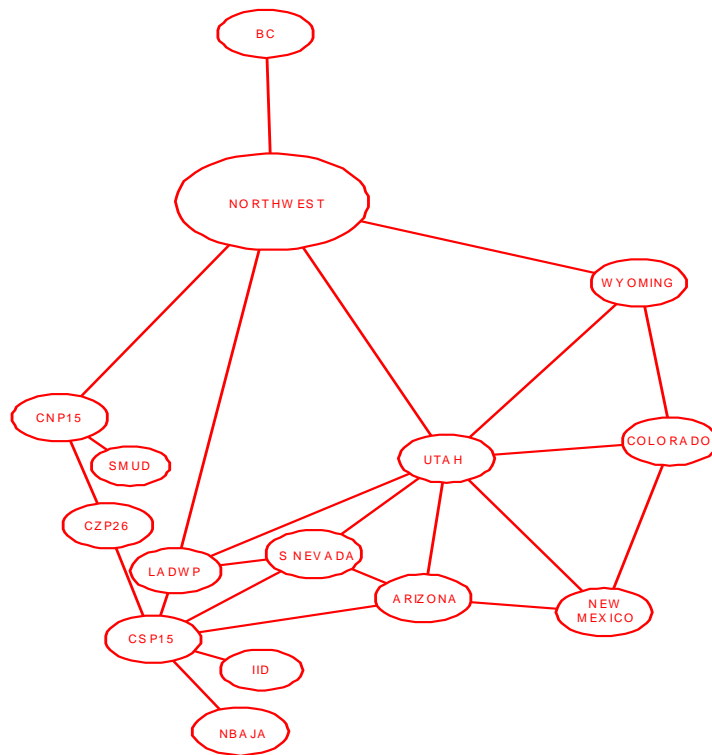 BC
NORTHWEST
WYOMING
CNP15
COLORADO
UTAH
SMUD
CZP26
S NEVADA
LADWP
ARIZONA
NEW
MEXICO
CSP15
IID
NBAJA